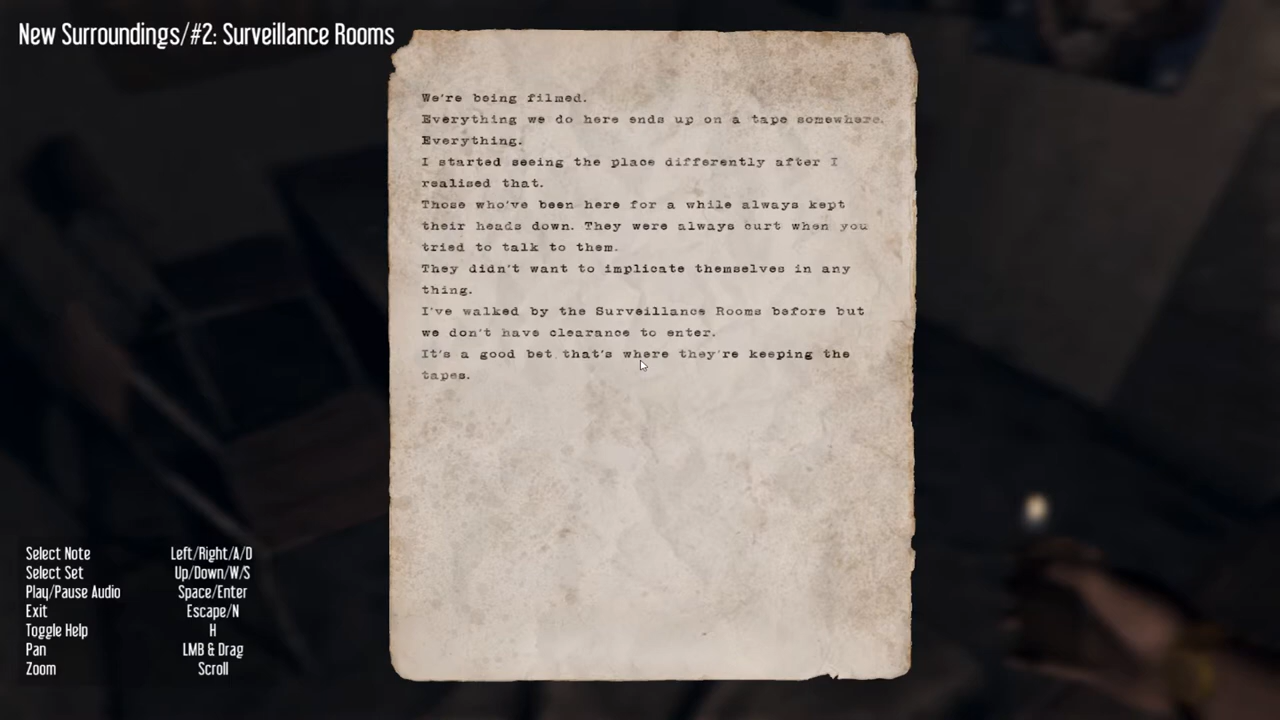 New Surroundings/#2: Surveillance Rooms
We're being filmed.
Everything we do here ends up on a tape somewhere.
Everything.
I started seeing the place differently after I
realised that.
Those who've been here for a while always kept
their heads down. They were always curt when you
tried to talk to them.
They didn't want to implicate themselves in any
thing.
I've walked by the Surveillance Rooms before but
we don't have clearance to enter.
It's a good bet that's where they're keeping the
tapes.
Select Note Left/Right/A/D
Select Set Up/Down/W/S
Play/Pause Audio Space/Enter
Exit Escape/N
Toggle Help H
Pan LMB & Drag
Zoom Scroll